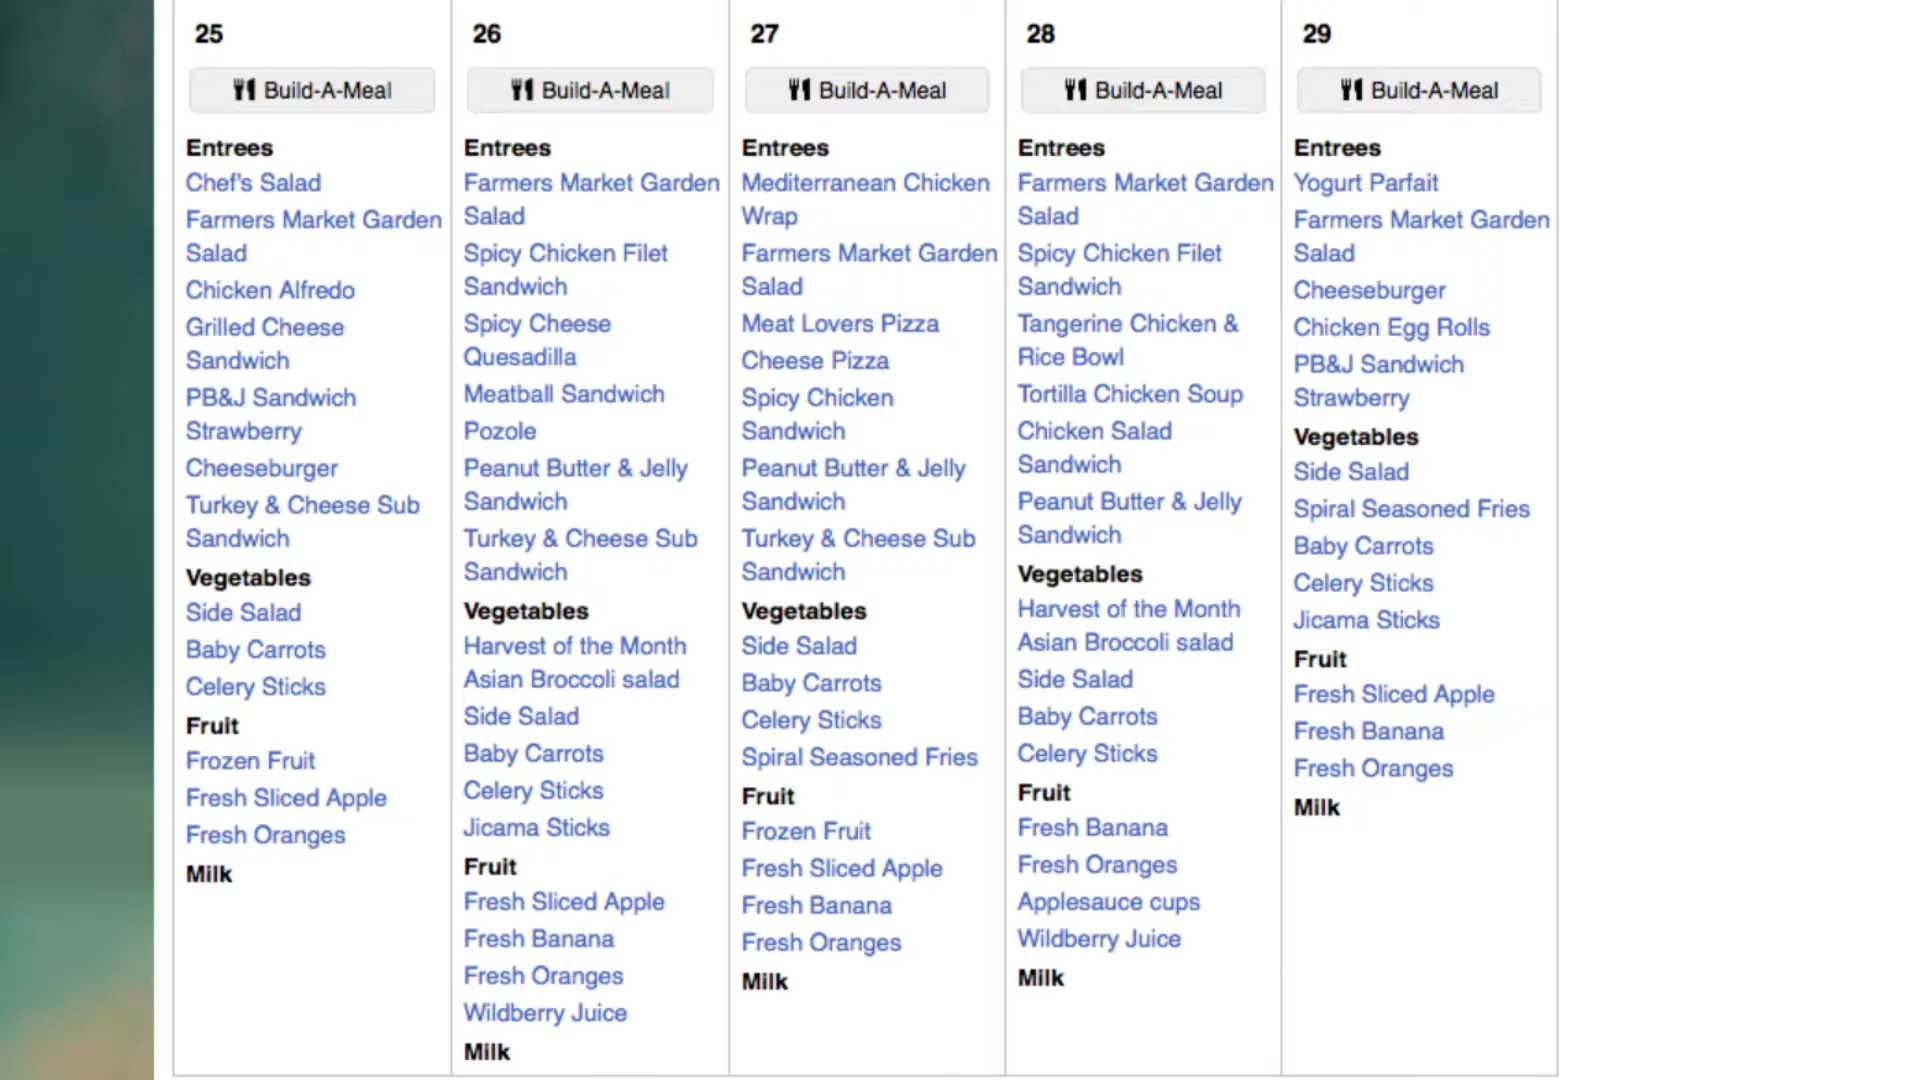 25
Build-A-Meal
Entrees
Chef's Salad
Farmers Market Garden
Salad
Chicken Alfredo
Grilled Cheese
Sandwich
PB&J Sandwich
Strawberry
Cheeseburger
Turkey & Cheese Sub
Sandwich
Vegetables
Side Salad
Baby Carrots
Celery Sticks
Fruit
Frozen Fruit
Fresh Sliced Apple
Fresh Oranges
Milk
26
Build-A-Meal
Entrees
Farmers Market Garden
Salad
Spicy Chicken Filet
Sandwich
Spicy Cheese
Quesadilla
Meatball Sandwich
Pozole
Peanut Butter & Jelly
Sandwich
Turkey & Cheese Sub
Sandwich
Vegetables
Harvest of the Month
Asian Broccoli salad
Side Salad
Baby Carrots
Celery Sticks
Jicama Sticks
Fruit
Fresh Sliced Apple
Fresh Banana
Fresh Oranges
Wildberry Juice
Milk
27
Build-A-Meal
Entrees
Mediterranean Chicken
Wrap
Farmers Market Garden
Salad
Meat Lovers Pizza
Cheese Pizza
Spicy Chicken
Sandwich
Peanut Butter & Jelly
Sandwich
Turkey & Cheese Sub
Sandwich
Vegetables
Side Salad
Baby Carrots
Celery Sticks
Spiral Seasoned Fries
Fruit
Frozen Fruit
Fresh Sliced Apple
Fresh Banana
Fresh Oranges
Milk
28
Build-A-Meal
Entrees
Farmers Market Garden
Salad
Spicy Chicken Filet
Sandwich
Tangerine Chicken &
Rice Bowl
Tortilla Chicken Soup
Chicken Salad
Sandwich
Peanut Butter & Jelly
Sandwich
Vegetables
Harvest of the Month
Asian Broccoli salad
Side Salad
Baby Carrots
Celery Sticks
Fruit
Fresh Banana
Fresh Oranges
Applesauce cups
Wildberry Juice
Milk
29
Build-A-Meal
Entrees
Yogurt Parfait
Farmers Market Garden
Salad
Cheeseburger
Chicken Egg Rolls
PB&J Sandwich
Strawberry
Vegetables
Side Salad
Spiral Seasoned Fries
Baby Carrots
Celery Sticks
Jicama Sticks
Fruit
Fresh Sliced Apple
Fresh Banana
Fresh Oranges
Milk